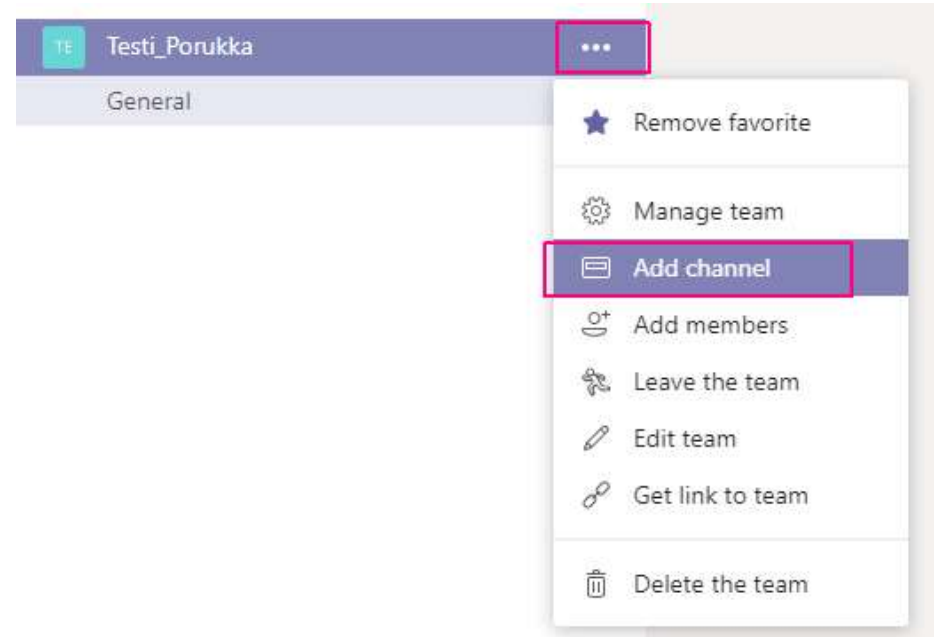 TE Testi_Porukka •••
General
Remove favorite
Manage team
Add channel
Add members
Leave the team
Edit team
Get link to team
Delete the team